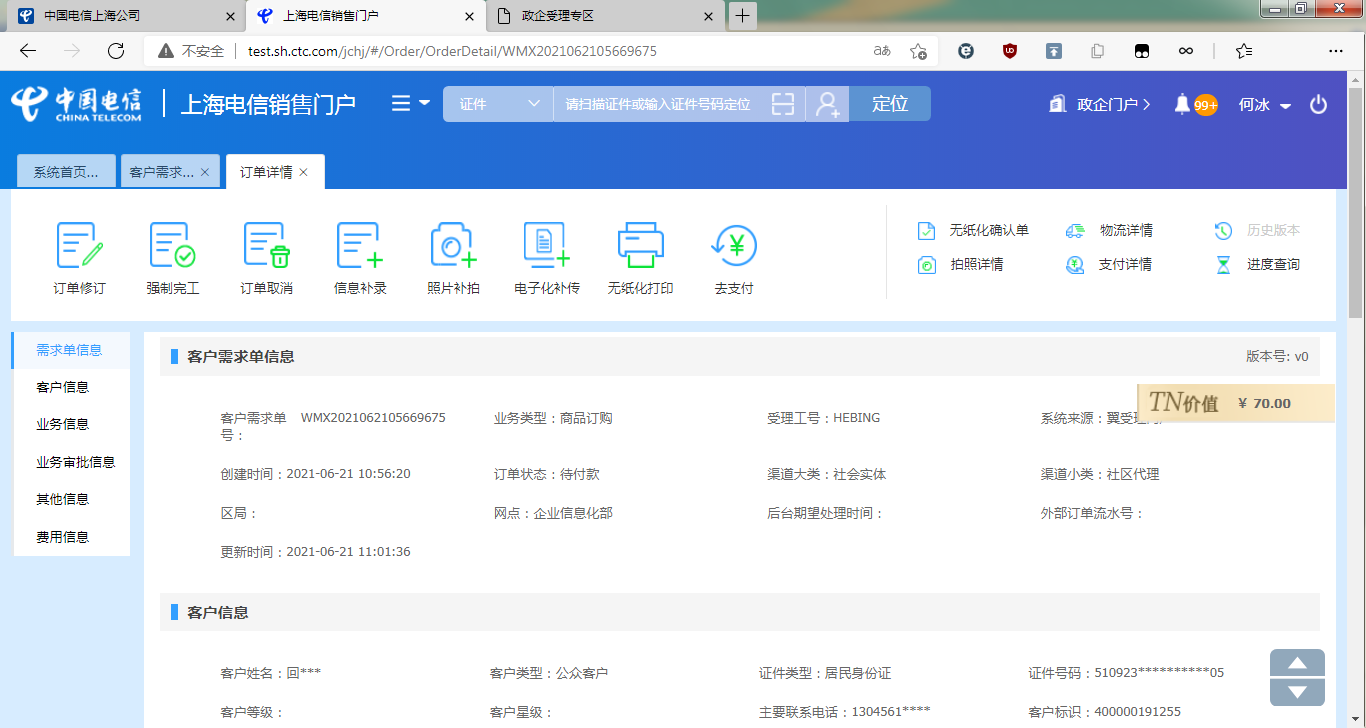 中国电信上海公司
上海电信销售门户
政企受理专区
不安全
test.sh.ctc.com/jchj/#/Order/OrderDetail/WMX2021062105669675
aあ
中国电信
CHINA TELECOM
上海电信销售门户
证件
请扫描证件或输入证件号码定位
定位
政企门户
99+
何冰
系统首页...
客户需求...
订单详情
订单修订
强制完工
订单取消
信息补录
照片补拍
电子化补传
无纸化打印
去支付
无纸化确认单
物流详情
历史版本
拍照详情
支付详情
进度查询
需求单信息
客户信息
业务信息
业务审批信息
其他信息
费用信息
客户需求单信息
版本号: v0
TN价值 ¥ 70.00
客户需求单号：WMX2021062105669675
业务类型：商品订购
受理工号：HEBING
系统来源：翼受理
创建时间：2021-06-21 10:56:20
订单状态：待付款
渠道大类：社会实体
渠道小类：社区代理
区局：
网点：企业信息化部
后台期望处理时间：
外部订单流水号：
更新时间：2021-06-21 11:01:36
客户信息
客户姓名：回***
客户类型：公众客户
证件类型：居民身份证
证件号码：510923**********05
客户等级：
客户星级：
主要联系电话：1304561****
客户标识：400000191255